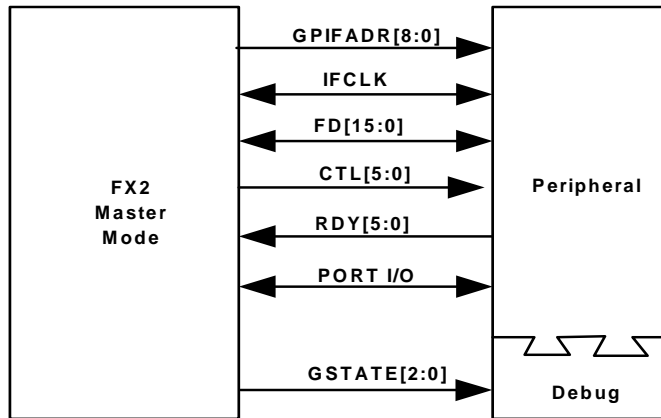 GPIFADR[8:0]
IFCLK
FD[15:0]
CTL[5:0]
RDY[5:0]
PORT I/O
GSTATE[2:0]
FX2
Master
Mode
Peripheral
Debug